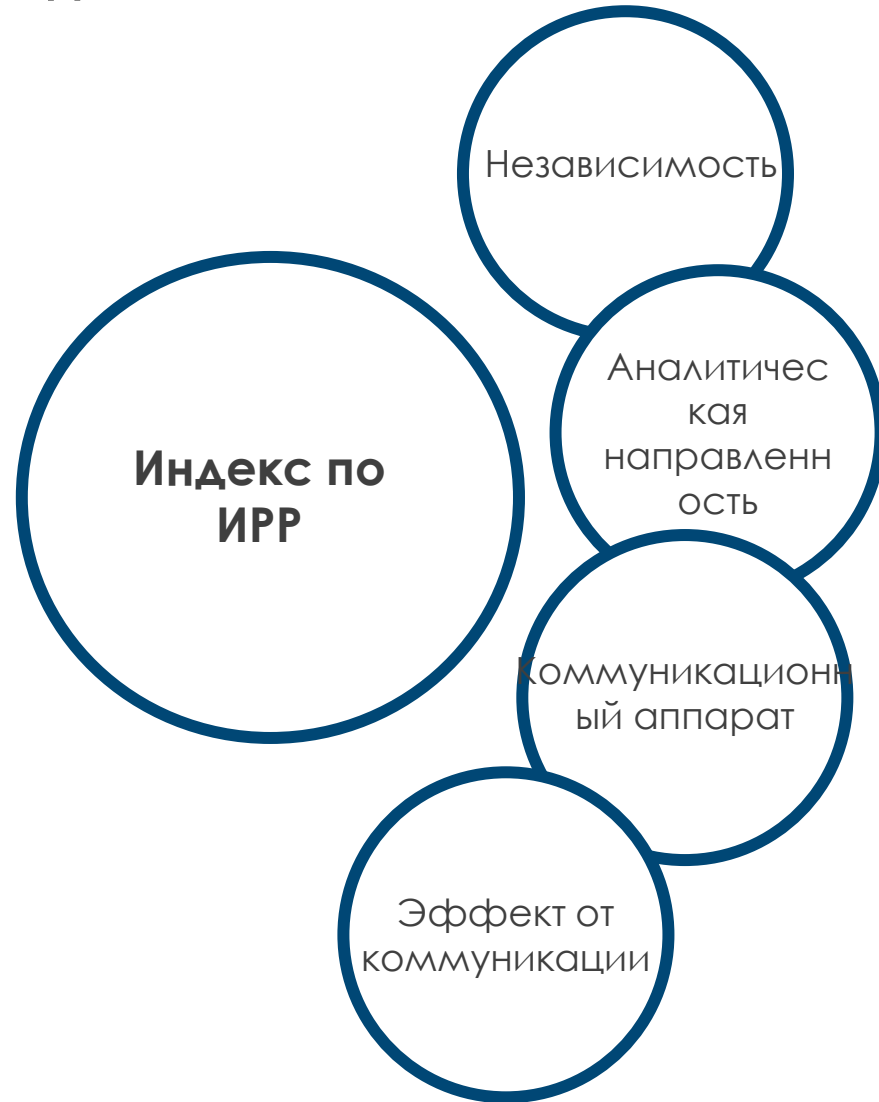 Независимость
Аналитичес
кая
направленн
ость
Индекс по
ИРР
Коммуникационн
ый аппарат
Эффект от
коммуникации